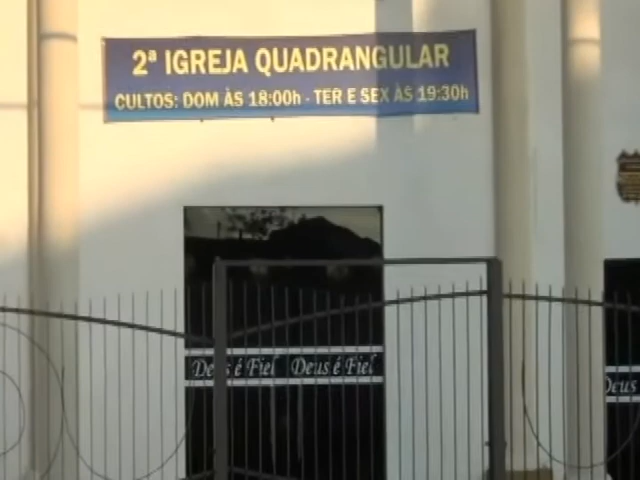 2ª IGREJA QUADRANGULAR
CULTOS: DOM ÀS 18:00h - TER E SEX ÀS 19:30h
Deus é Fiel Deus é Fiel
Deus